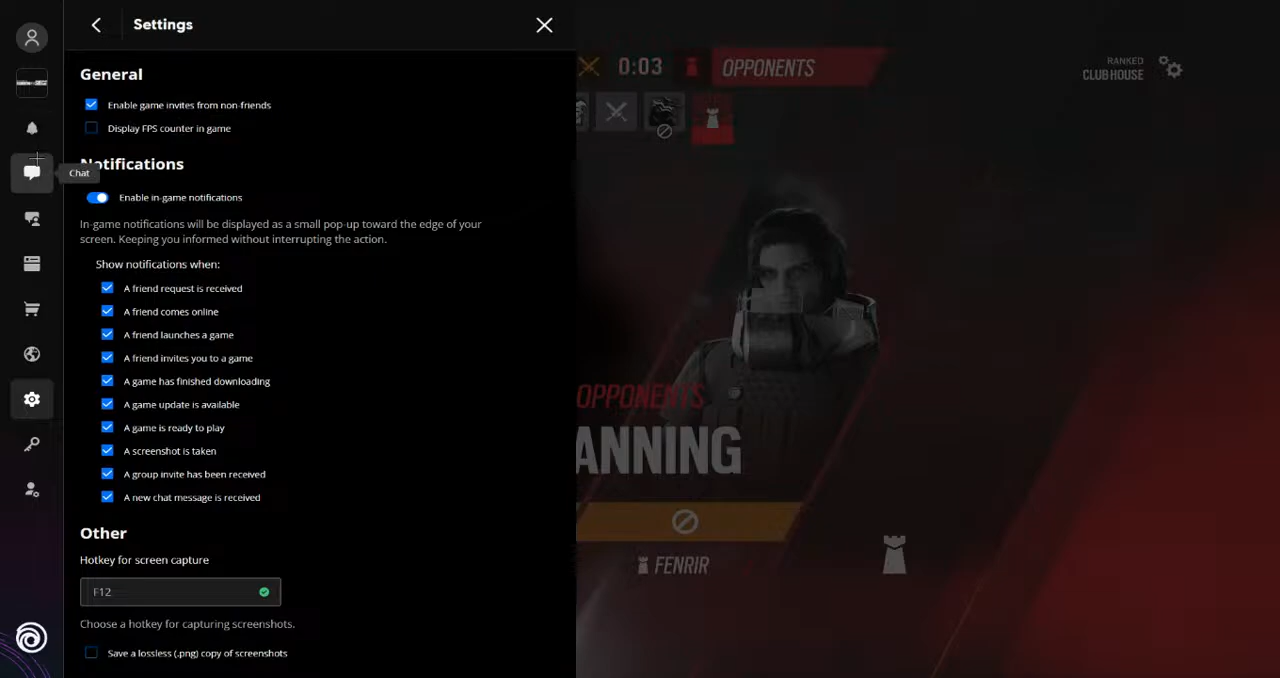 Settings
General
Enable game invites from non-friends
Display FPS counter in game
Notifications
Chat
Enable in-game notifications
In-game notifications will be displayed as a small pop-up toward the edge of your
screen. Keeping you informed without interrupting the action.
Show notifications when:
A friend request is received
A friend comes online
A friend launches a game
A friend invites you to a game
A game has finished downloading
A game update is available
A game is ready to play
A screenshot is taken
A group invite has been received
A new chat message is received
Other
Hotkey for screen capture
F12
Choose a hotkey for capturing screenshots.
Save a lossless (.png) copy of screenshots
0:03
OPPONENTS
RANKED
CLUB HOUSE
OPPONENTS
ANNING
FENRIR